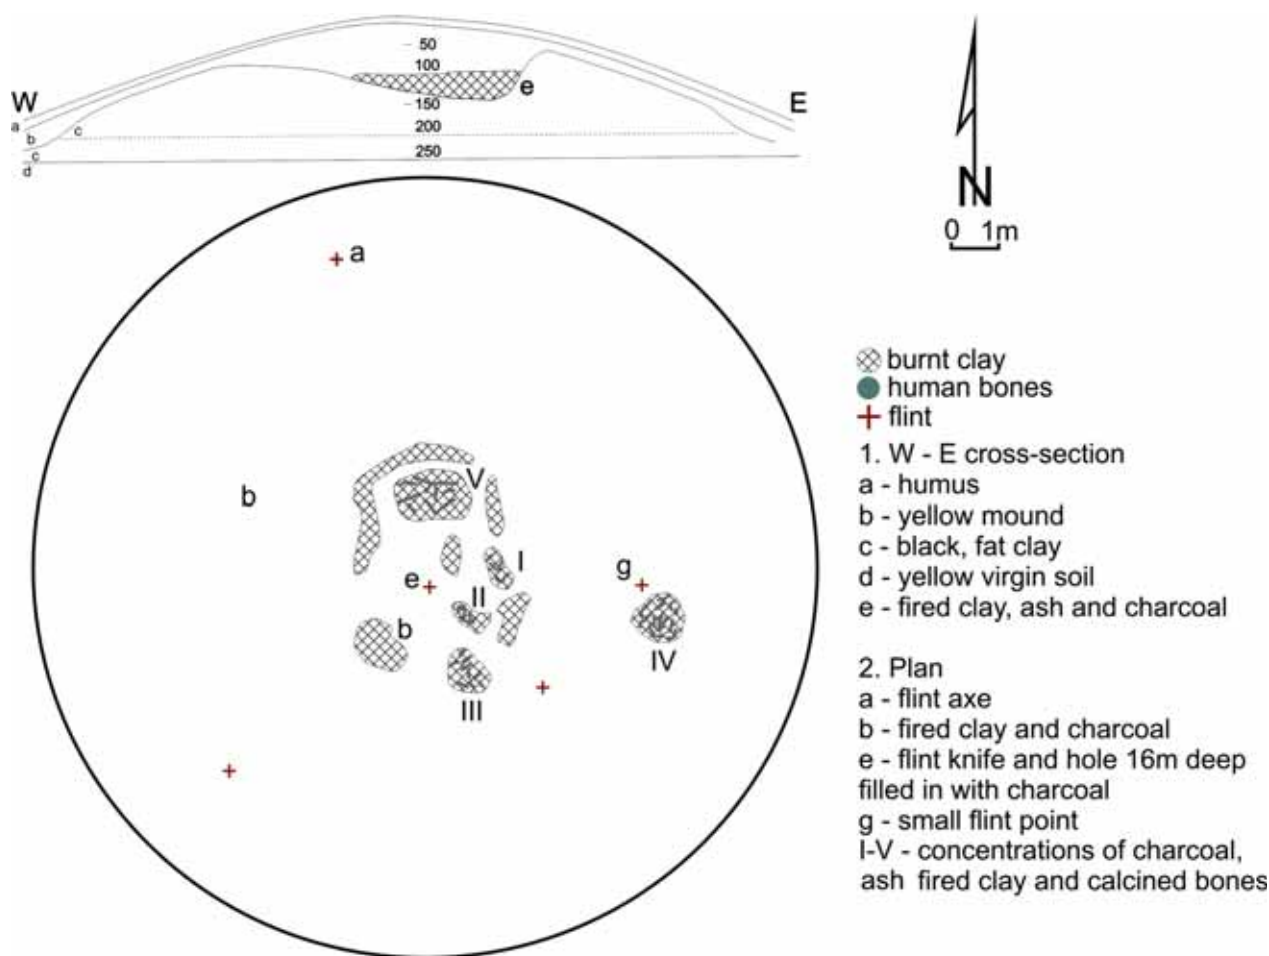 50
100
W e E
150
a
b c 200
c 250
d
N
0 1m
a
b
V
I
e g
II
b
IV
III
burnt clay
human bones
flint
1. W - E cross-section
a - humus
b - yellow mound
c - black, fat clay
d - yellow virgin soil
e - fired clay, ash and charcoal
2. Plan
a - flint axe
b - fired clay and charcoal
e - flint knife and hole 16m deep
filled in with charcoal
g - small flint point
I-V - concentrations of charcoal,
ash fired clay and calcined bones